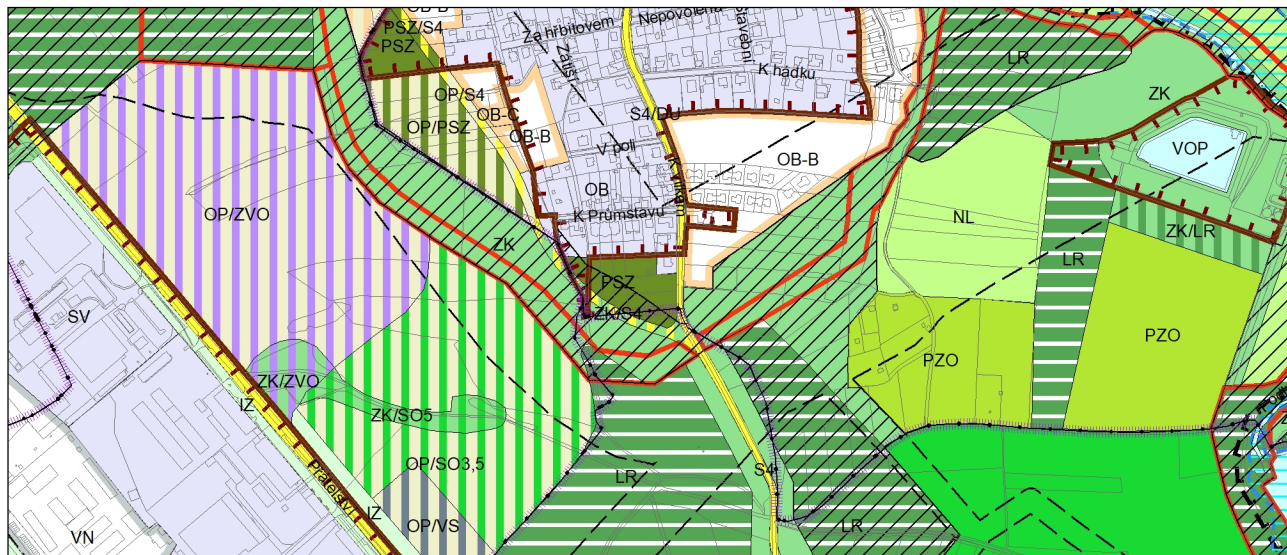 OB-B
PSZ/S4
PSZ
Za hřbitovem
Nepovolená
Stavební
Zátiší
K hádku
LR
ZK
OP/S4
OB-C
OP/PSZ
OB-B
S4/DU
V poli
OB-B
VOP
OB
K Průmstavu
OP/ZVO
ZK
NL
ZK/LR
LR
PSZ
SV
ZK/S4
PZO
PZO
ZK/ZVO
IZ
ZK/SO5
OP/SO3,5
LR
S4
Přátelství
IZ
OP/VS
LR
VN